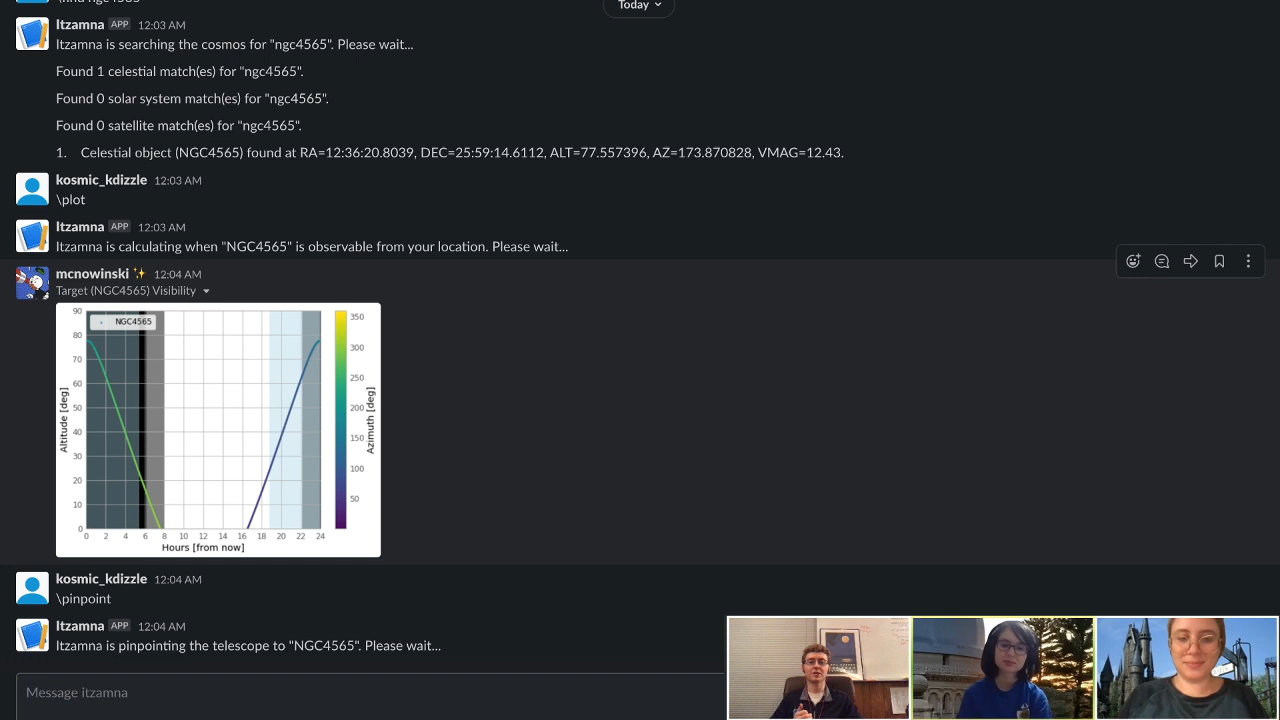 Today
Itzamna APP 12:03 AM
Itzamna is searching the cosmos for "ngc4565". Please wait...
Found 1 celestial match(es) for "ngc4565".
Found 0 solar system match(es) for "ngc4565".
Found 0 satellite match(es) for "ngc4565".
1. Celestial object (NGC4565) found at RA=12:36:20.8039, DEC=25:59:14.6112, ALT=77.557396, AZ=173.870828, VMAG=12.43.
kosmic_kdizzle 12:03 AM
\plot
Itzamna APP 12:03 AM
Itzamna is calculating when "NGC4565" is observable from your location. Please wait...
mcnowinski 12:04 AM
Target (NGC4565) Visibility
NGC4565
90
80
70
60
50
40
30
20
10
0
Altitude [deg]
0 2 4 6 8 10 12 14 16 18 20 22 24
Hours [from now]
350
300
250
200
150
100
50
Azimuth [deg]
kosmic_kdizzle 12:04 AM
\pinpoint
Itzamna APP 12:04 AM
Itzamna is pinpointing the telescope to "NGC4565". Please wait...
Message itzamna